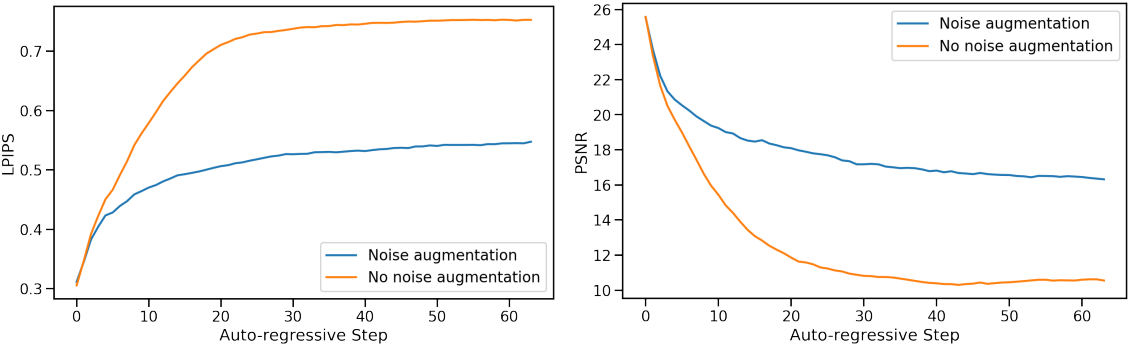 LPIPS
0.7
0.6
0.5
0.4
0.3
0 10 20 30 40 50 60
Auto-regressive Step
Noise augmentation
No noise augmentation
PSNR
26
24
22
20
18
16
14
12
10
0 10 20 30 40 50 60
Auto-regressive Step
Noise augmentation
No noise augmentation